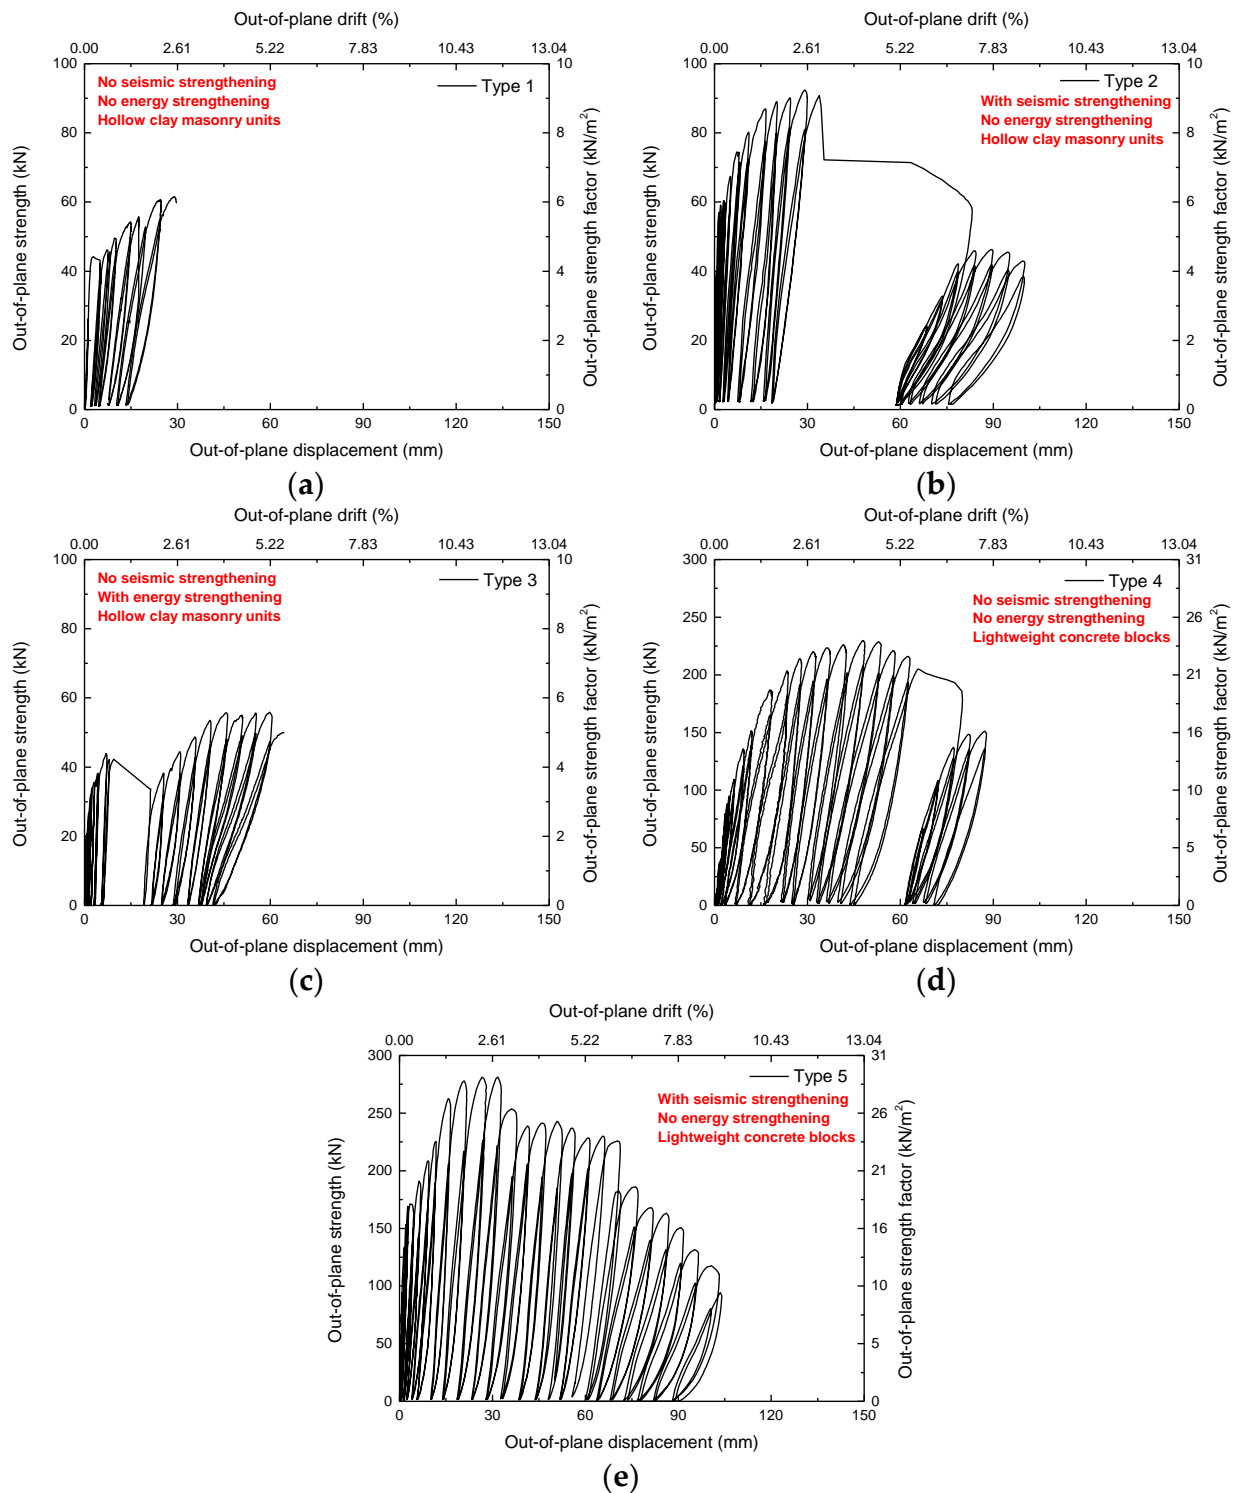 Out-of-plane drift (%)
0.00 2.61 5.22 7.83 10.43 13.04
100 80 60 40 20 0
10 8 6 4 2 0
No seismic strengthening
No energy strengthening
Hollow clay masonry units
Type 1
Out-of-plane strength (kN)
Out-of-plane strength factor (kN/m²)
0 30 60 90 120 150
Out-of-plane displacement (mm)
(a)
Out-of-plane drift (%)
0.00 2.61 5.22 7.83 10.43 13.04
100 80 60 40 20 0
10 8 6 4 2 0
Type 2
With seismic strengthening
No energy strengthening
Hollow clay masonry units
Out-of-plane strength (kN)
Out-of-plane strength factor (kN/m²)
0 30 60 90 120 150
Out-of-plane displacement (mm)
(b)
Out-of-plane drift (%)
0.00 2.61 5.22 7.83 10.43 13.04
100 80 60 40 20 0
10 8 6 4 2 0
No seismic strengthening
With energy strengthening
Hollow clay masonry units
Type 3
Out-of-plane strength (kN)
Out-of-plane strength factor (kN/m²)
0 30 60 90 120 150
Out-of-plane displacement (mm)
(c)
Out-of-plane drift (%)
0.00 2.61 5.22 7.83 10.43 13.04
300 250 200 150 100 50 0
31 26 21 16 10 5 0
Type 4
No seismic strengthening
No energy strengthening
Lightweight concrete blocks
Out-of-plane strength (kN)
Out-of-plane strength factor (kN/m²)
0 30 60 90 120 150
Out-of-plane displacement (mm)
(d)
Out-of-plane drift (%)
0.00 2.61 5.22 7.83 10.43 13.04
300 250 200 150 100 50 0
31 26 21 16 10 5 0
Type 5
With seismic strengthening
No energy strengthening
Lightweight concrete blocks
Out-of-plane strength (kN)
Out-of-plane strength factor (kN/m²)
0 30 60 90 120 150
Out-of-plane displacement (mm)
(e)